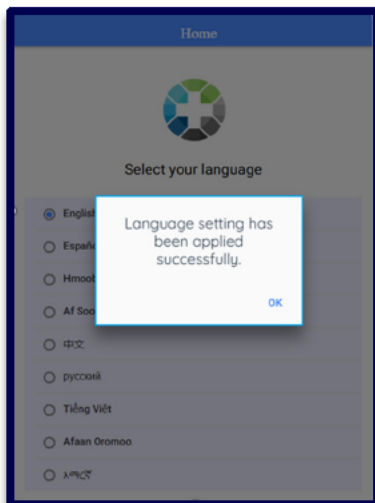 Home
Select your language
English
Españ
Hmoob
Af Soo
Language setting has
been applied
successfully.
OK
中文
русский
Tiếng Việt
Afaan Oromoo
አማርኛ